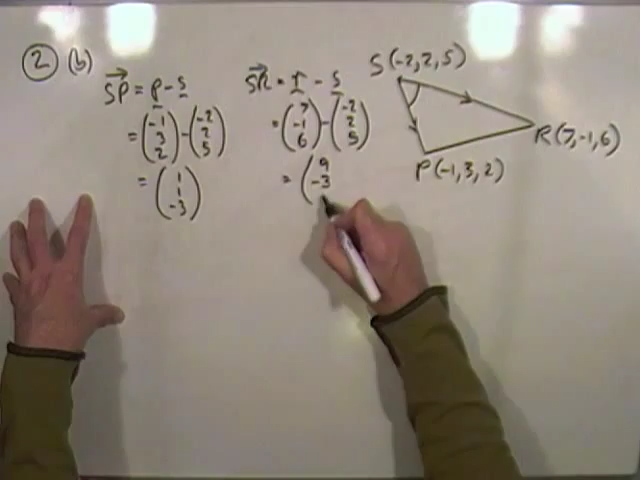 2 (b)
SP = p - s
= (-1 3 2) - (-2 2 5)
= (1 1 -3)
SR = r - s
= (7 -1 6) - (-2 2 5)
= (9 -3
S(-2,2,5)
R(7,-1,6)
P(-1,3,2)